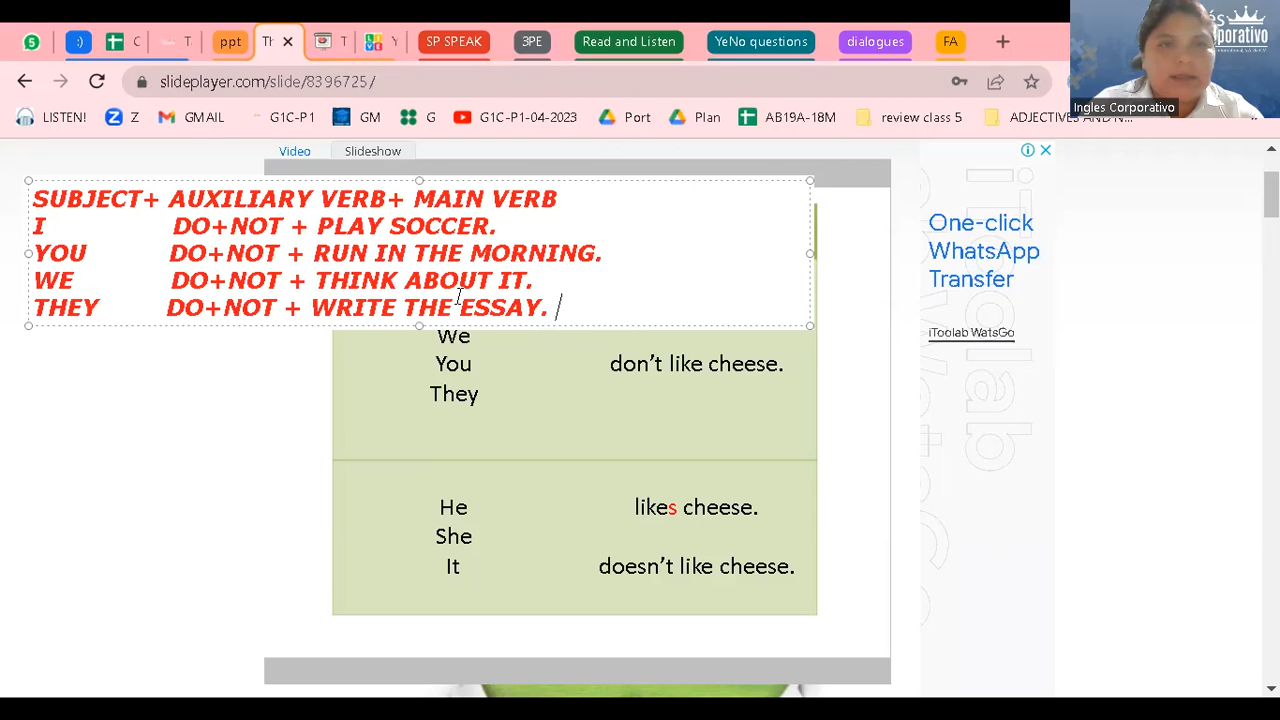 ppt
Th
T
Y
SP SPEAK
3PE
Read and Listen
YeNo questions
dialogues
FA
slideplayer.com/slide/8396725/
LISTEN!
Z
GMAIL
G1C-P1
GM
G
G1C-P1-04-2023
Port
Plan
AB19A-18M
review class 5
ADJECTIVES AND N...
Ingles Corporativo
Video
Slideshow
SUBJECT+ AUXILIARY VERB+ MAIN VERB
I DO+NOT + PLAY SOCCER.
YOU DO+NOT + RUN IN THE MORNING.
WE DO+NOT + THINK ABOUT IT.
THEY DO+NOT + WRITE THE ESSAY.
We
You don't like cheese.
They
He likes cheese.
She
It doesn't like cheese.
One-click
WhatsApp
Transfer
iToolab WatsGo
iToolab